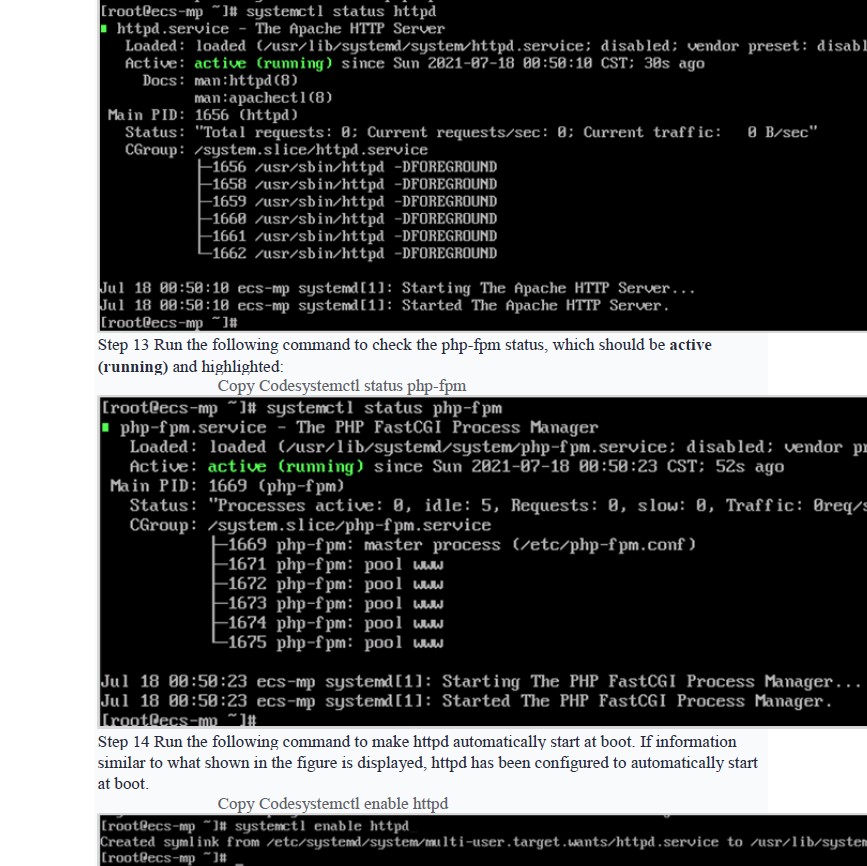 [root@ecs-mp ~]# systemctl status httpd
httpd.service - The Apache HTTP Server
Loaded: loaded (/usr/lib/systemd/system/httpd.service; disabled; vendor preset: disabl
Active: active (running) since Sun 2021-07-18 00:50:10 CST; 30s ago
Docs: man:httpd(8)
man:apachectl(8)
Main PID: 1656 (httpd)
Status: "Total requests: 0; Current requests/sec: 0; Current traffic:   0 B/sec"
CGroup: /system.slice/httpd.service
├─1656 /usr/sbin/httpd -DFOREGROUND
├─1658 /usr/sbin/httpd -DFOREGROUND
├─1659 /usr/sbin/httpd -DFOREGROUND
├─1660 /usr/sbin/httpd -DFOREGROUND
├─1661 /usr/sbin/httpd -DFOREGROUND
└─1662 /usr/sbin/httpd -DFOREGROUND
Jul 18 00:50:10 ecs-mp systemd[1]: Starting The Apache HTTP Server...
Jul 18 00:50:10 ecs-mp systemd[1]: Started The Apache HTTP Server.
[root@ecs-mp ~]#
Step 13 Run the following command to check the php-fpm status, which should be active
(running) and highlighted:
Copy Codesystemctl status php-fpm
[root@ecs-mp ~]# systemctl status php-fpm
php-fpm.service - The PHP FastCGI Process Manager
Loaded: loaded (/usr/lib/systemd/system/php-fpm.service; disabled; vendor pr
Active: active (running) since Sun 2021-07-18 00:50:23 CST; 52s ago
Main PID: 1669 (php-fpm)
Status: "Processes active: 0, idle: 5, Requests: 0, slow: 0, Traffic: 0req/s
CGroup: /system.slice/php-fpm.service
├─1669 php-fpm: master process (/etc/php-fpm.conf)
├─1671 php-fpm: pool www
├─1672 php-fpm: pool www
├─1673 php-fpm: pool www
├─1674 php-fpm: pool www
└─1675 php-fpm: pool www
Jul 18 00:50:23 ecs-mp systemd[1]: Starting The PHP FastCGI Process Manager...
Jul 18 00:50:23 ecs-mp systemd[1]: Started The PHP FastCGI Process Manager.
[root@ecs-mp ~]#
Step 14 Run the following command to make httpd automatically start at boot. If information
similar to what shown in the figure is displayed, httpd has been configured to automatically start
at boot.
Copy Codesystemctl enable httpd
[root@ecs-mp ~]# systemctl enable httpd
Created symlink from /etc/systemd/system/multi-user.target.wants/httpd.service to /usr/lib/system
[root@ecs-mp ~]# _